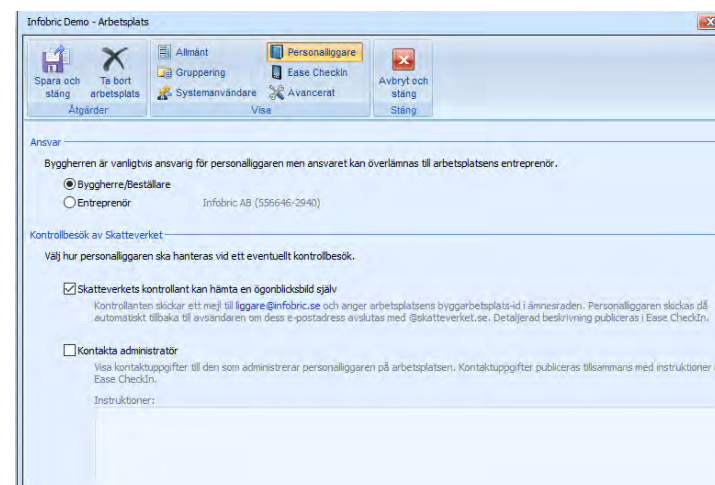 Infobric Demo - Arbetsplats
Spara och stäng
Ta bort arbetsplats
Åtgärder
Allmänt
Gruppering
Systemanvändare
Personalliggare
Ease CheckIn
Avancerat
Visa
Avbryt och stäng
Stäng
Ansvar
Byggherren är vanligtvis ansvarig för personalliggaren men ansvaret kan överlämnas till arbetsplatsens entreprenör.
Byggherre/Beställare
Entreprenör Infobric AB (556646-2940)
Kontrollbesök av Skatteverket
Välj hur personalliggaren ska hanteras vid ett eventuellt kontrollbesök.
Skatteverkets kontrollant kan hämta en ögonblicksbild själv
Kontrollanten skickar ett mejl till liggare@infobric.se och anger arbetsplatsens byggarbetsplats-id i ämnesraden. Personalliggaren skickas då
automatiskt tillbaka till avsändaren om dess e-postadress avslutas med @skatteverket.se. Detaljerad beskrivning publiceras i Ease CheckIn.
Kontakta administratör
Visa kontaktuppgifter till den som administrerar personalliggaren på arbetsplatsen. Kontaktuppgifter publiceras tillsammans med instruktioner i
Ease CheckIn.
Instruktioner: